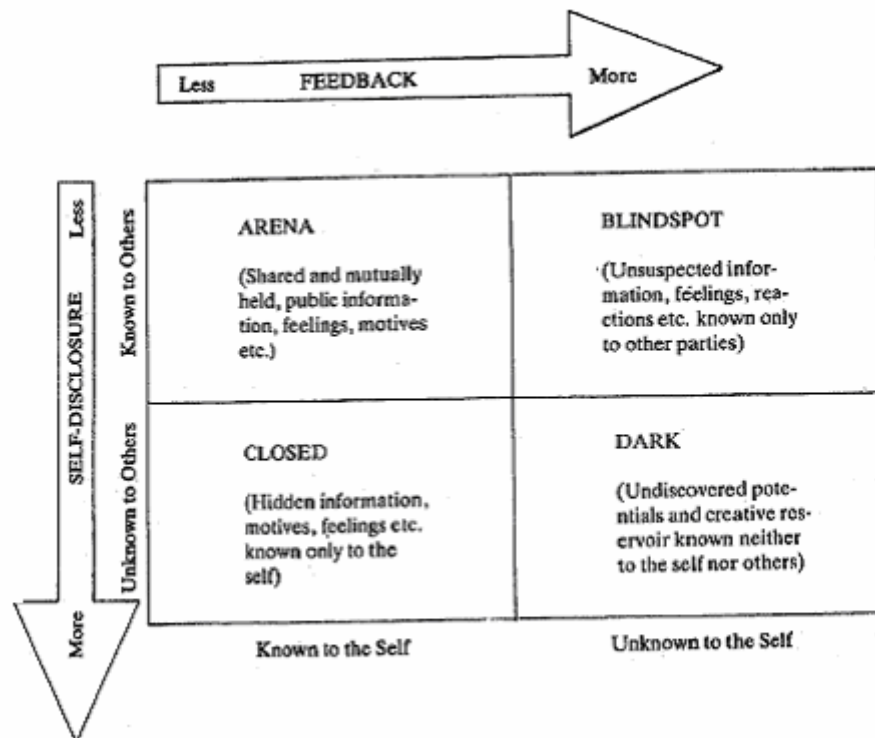 Less FEEDBACK More
SELF-DISCLOSURE Less
More
Known to Others
Unknown to Others
ARENA
(Shared and mutually
held, public informa-
tion, feelings, motives
etc.)
BLINDSPOT
(Unsuspected infor-
mation, feelings, rea-
ctions etc. known only
to other parties)
CLOSED
(Hidden information,
motives, feelings etc.
known only to the
self)
DARK
(Undiscovered pote-
ntials and creative res-
ervoir known neither
to the self nor others)
Known to the Self
Unknown to the Self